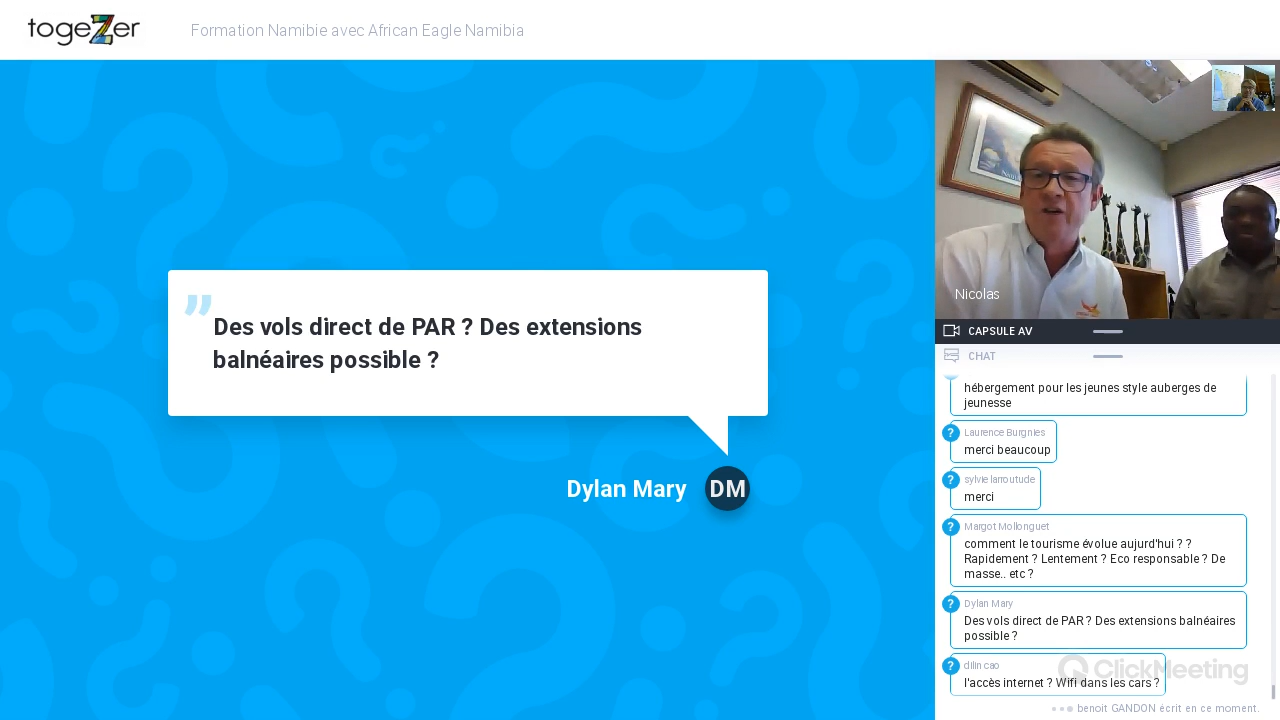 togeZer
Formation Namibie avec African Eagle Namibia
Des vols direct de PAR ? Des extensions
balnéaires possible ?
Dylan Mary
DM
Nicolas
CAPSULE AV
CHAT
hébergement pour les jeunes style auberges de
jeunesse
Laurence Burgnies
merci beaucoup
sylvie larroutude
merci
Margot Mollonguet
comment le tourisme évolue aujurd'hui ? ?
Rapidement ? Lentement ? Eco responsable ? De
masse.. etc ?
Dylan Mary
Des vols direct de PAR ? Des extensions balnéaires
possible ?
dilin cao
l'accès internet ? Wifi dans les cars ?
ClickMeeting
benoit GANDON écrit en ce moment.